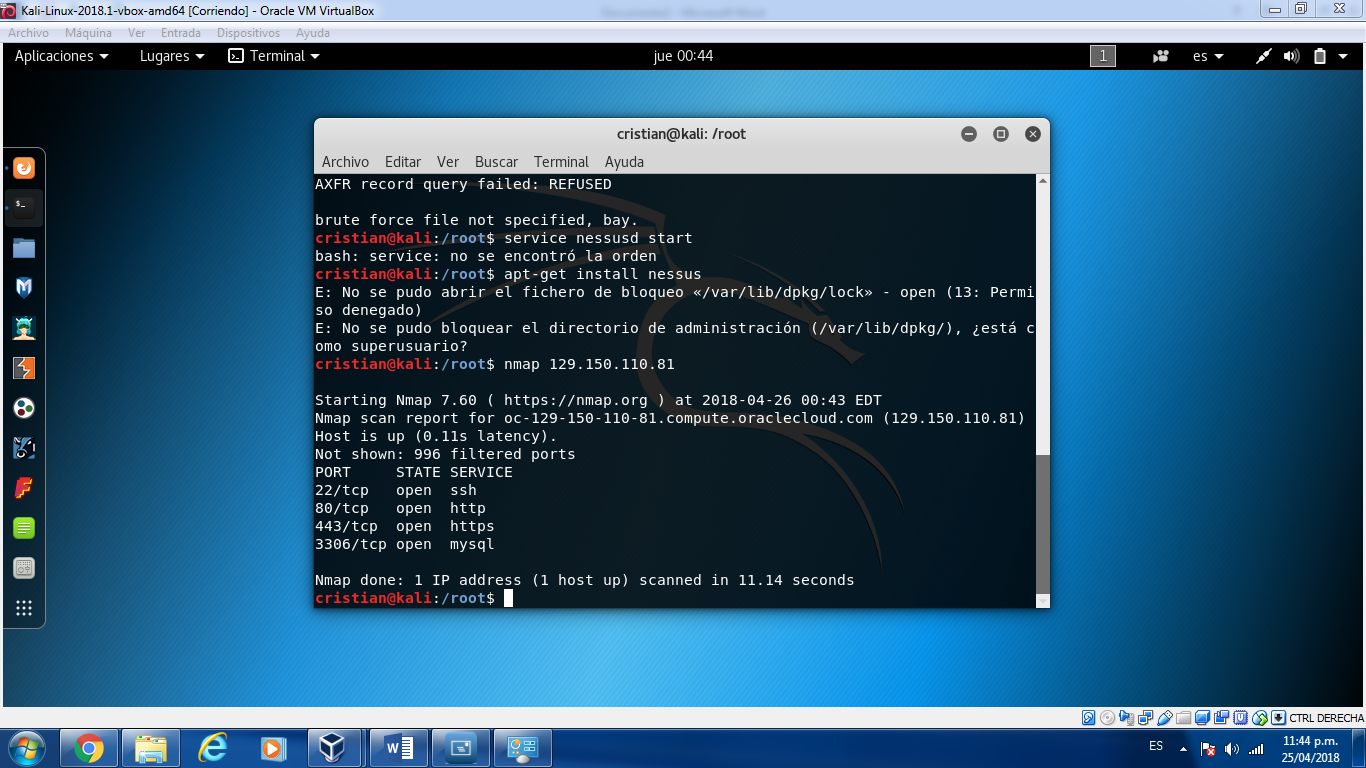 Kali-Linux-2018.1-vbox-amd64 [Corriendo] - Oracle VM VirtualBox
Archivo Máquina Ver Entrada Dispositivos Ayuda
Aplicaciones Lugares Terminal jue 00:44 1 es
cristian@kali: /root
Archivo Editar Ver Buscar Terminal Ayuda
AXFR record query failed: REFUSED
brute force file not specified, bay.
cristian@kali:/root$ service nessusd start
bash: service: no se encontró la orden
cristian@kali:/root$ apt-get install nessus
E: No se pudo abrir el fichero de bloqueo «/var/lib/dpkg/lock» - open (13: Permi
so denegado)
E: No se pudo bloquear el directorio de administración (/var/lib/dpkg/), ¿está c
omo superusuario?
cristian@kali:/root$ nmap 129.150.110.81
Starting Nmap 7.60 ( https://nmap.org ) at 2018-04-26 00:43 EDT
Nmap scan report for oc-129-150-110-81.compute.oraclecloud.com (129.150.110.81)
Host is up (0.11s latency).
Not shown: 996 filtered ports
PORT     STATE SERVICE
22/tcp   open  ssh
80/tcp   open  http
443/tcp  open  https
3306/tcp open  mysql
Nmap done: 1 IP address (1 host up) scanned in 11.14 seconds
cristian@kali:/root$
CTRL DERECHA
ES
11:44 p.m.
25/04/2018